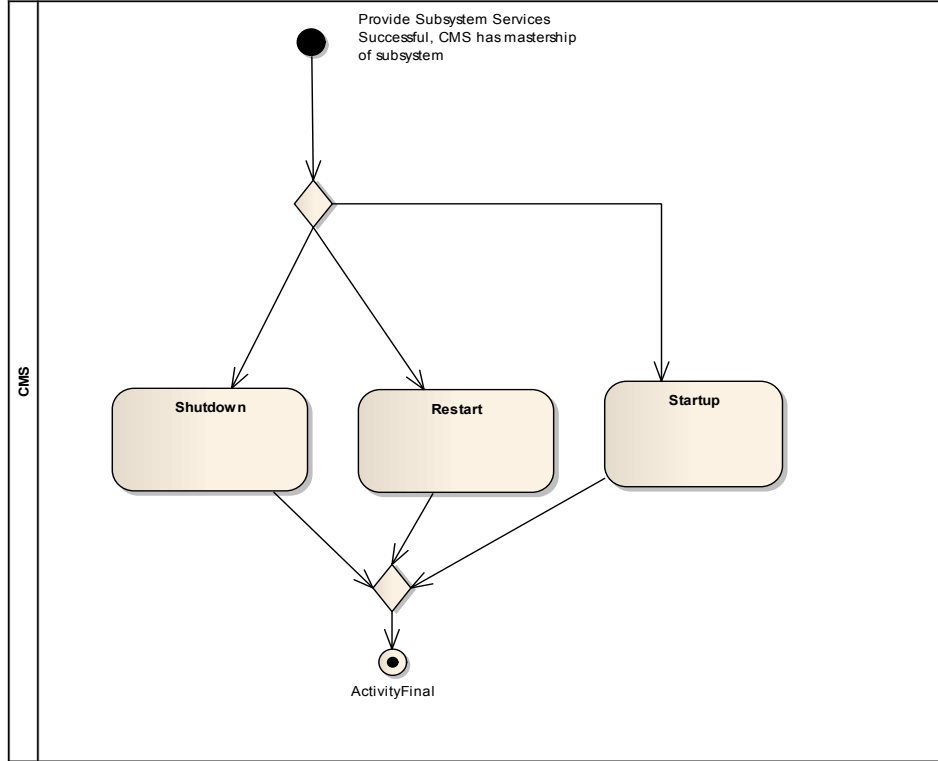 Provide Subsystem Services
Successful, CMS has mastership
of subsystem
CMS
Shutdown
Restart
Startup
ActivityFinal